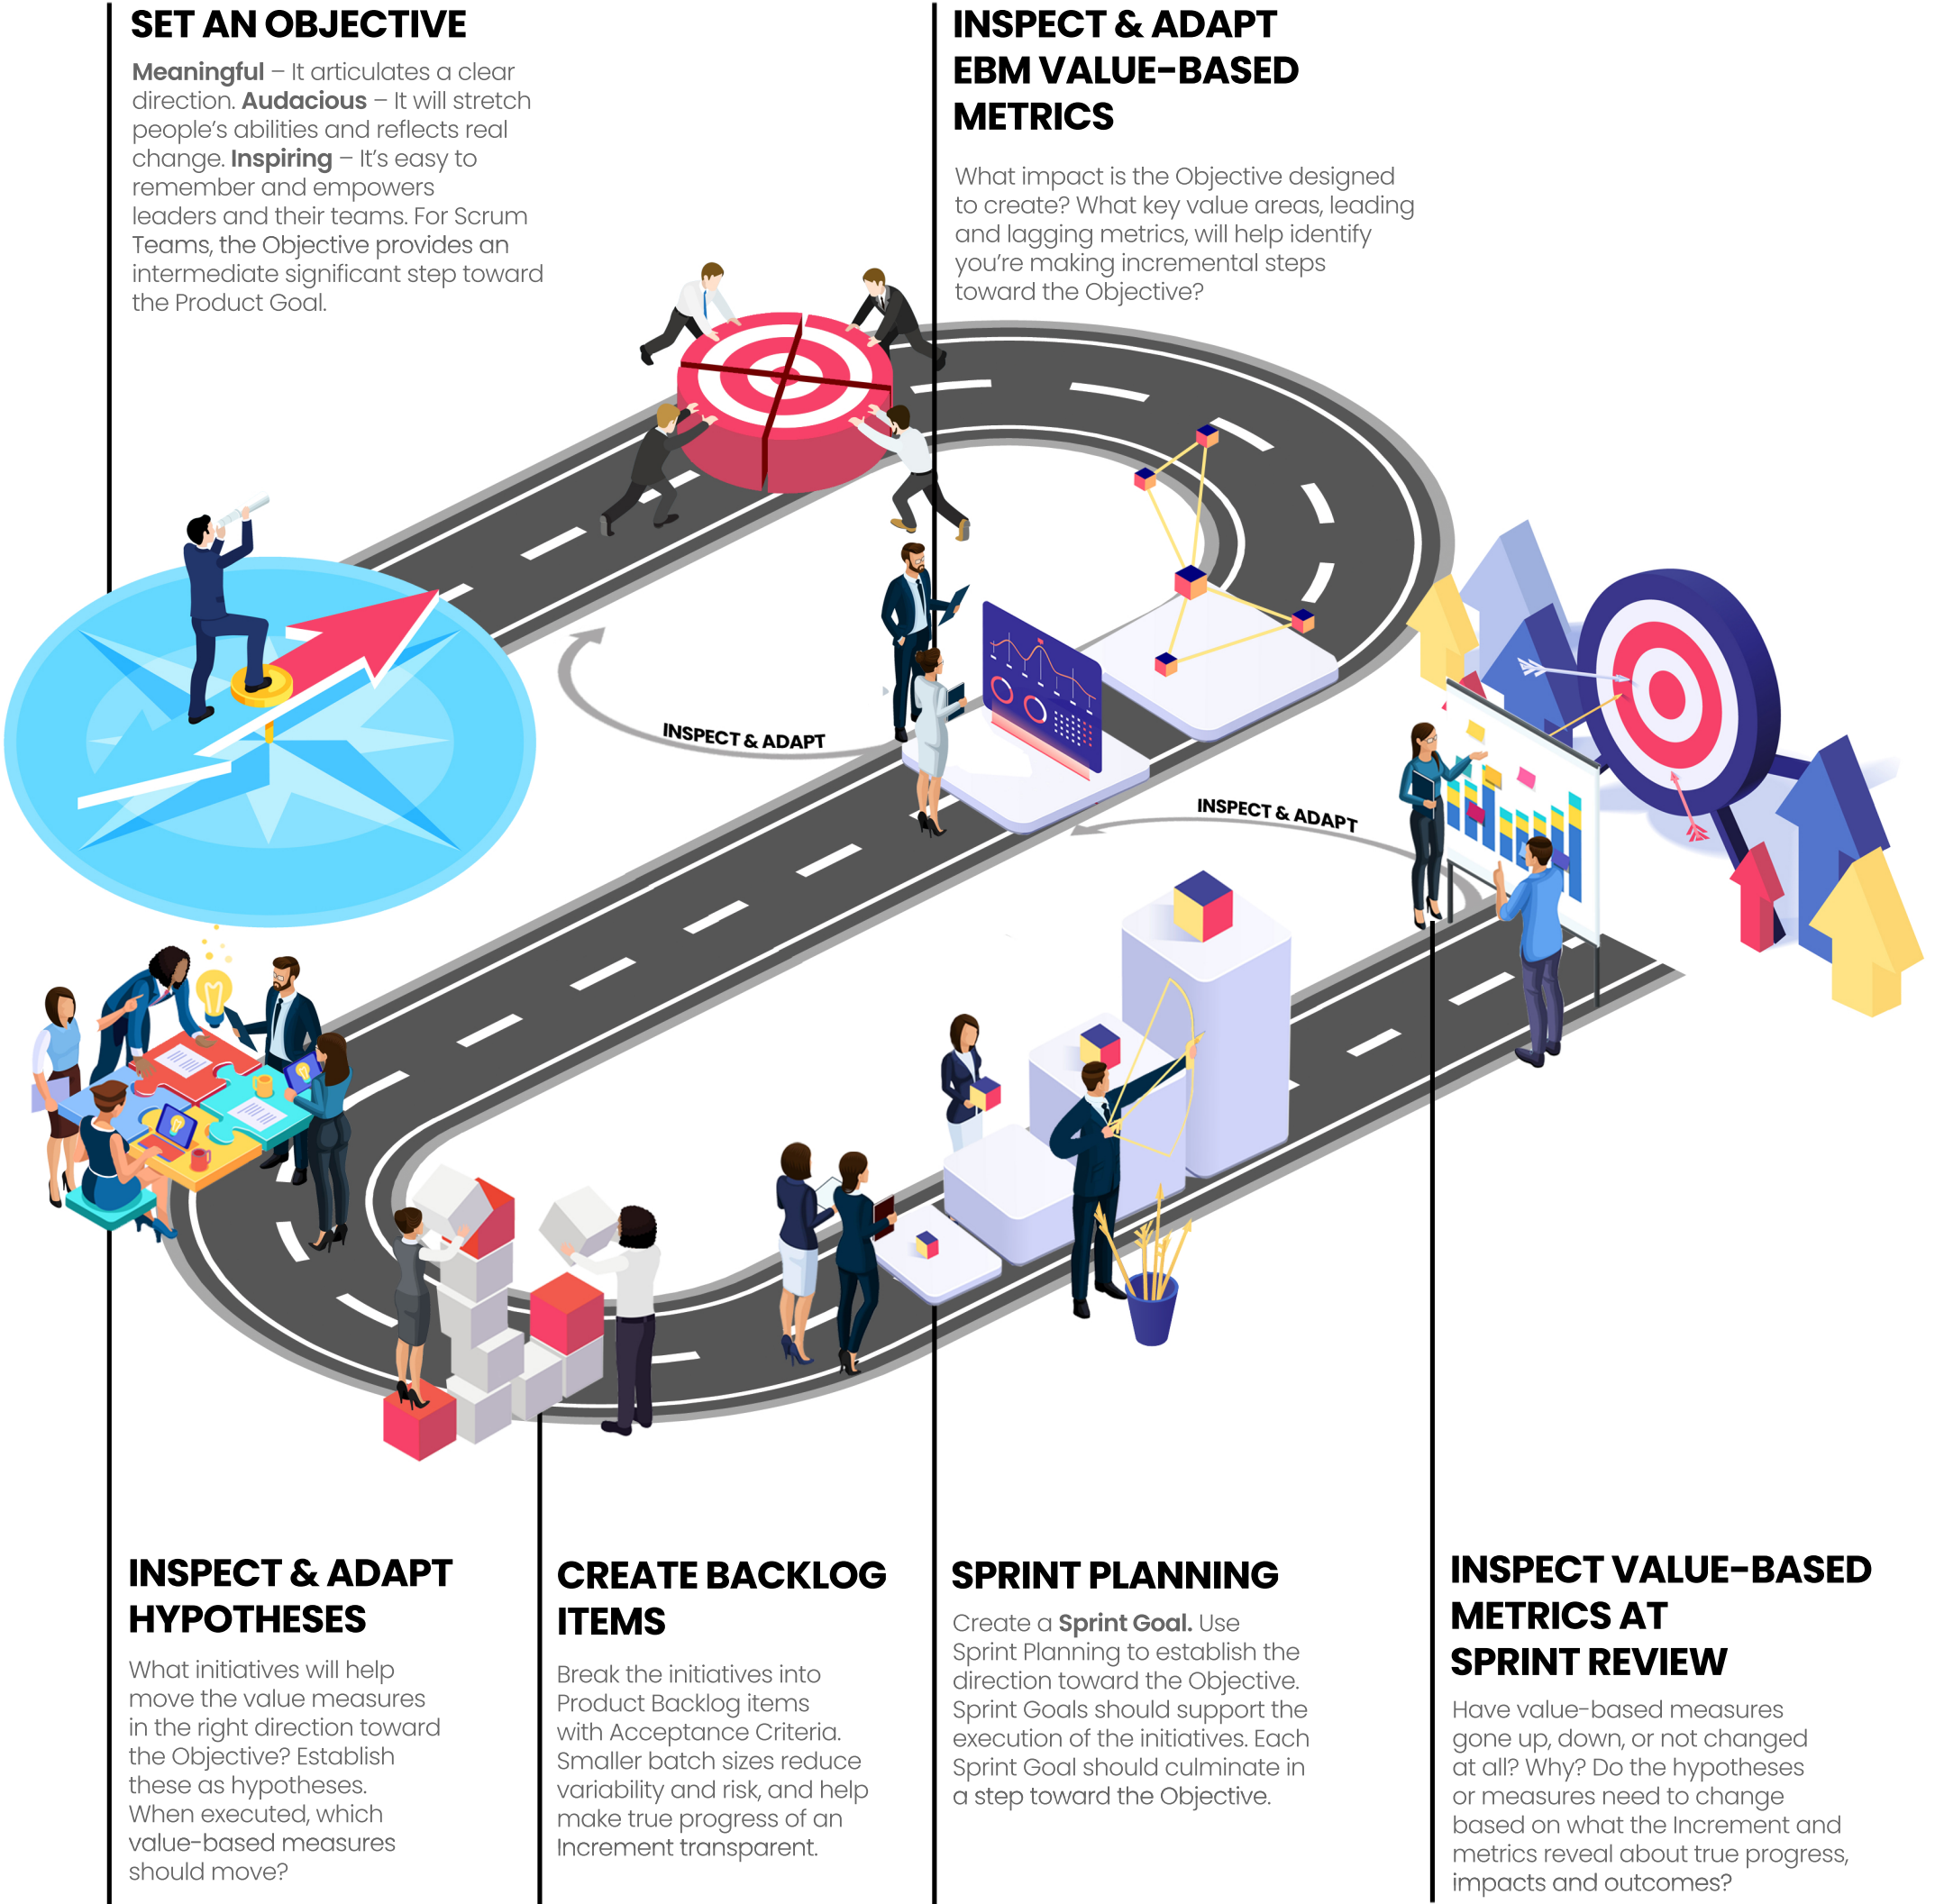 SET AN OBJECTIVE
Meaningful – It articulates a clear
direction. Audacious – It will stretch
people's abilities and reflects real
change. Inspiring – It's easy to
remember and empowers
leaders and their teams. For Scrum
Teams, the Objective provides an
intermediate significant step toward
the Product Goal.
INSPECT & ADAPT
EBM VALUE-BASED
METRICS
What impact is the Objective designed
to create? What key value areas, leading
and lagging metrics, will help identify
you're making incremental steps
toward the Objective?
INSPECT & ADAPT
INSPECT & ADAPT
INSPECT & ADAPT
HYPOTHESES
What initiatives will help
move the value measures
in the right direction toward
the Objective? Establish
these as hypotheses.
When executed, which
value-based measures
should move?
CREATE BACKLOG
ITEMS
Break the initiatives into
Product Backlog items
with Acceptance Criteria.
Smaller batch sizes reduce
variability and risk, and help
make true progress of an
Increment transparent.
SPRINT PLANNING
Create a Sprint Goal. Use
Sprint Planning to establish the
direction toward the Objective.
Sprint Goals should support the
execution of the initiatives. Each
Sprint Goal should culminate in
a step toward the Objective.
INSPECT VALUE-BASED
METRICS AT
SPRINT REVIEW
Have value-based measures
gone up, down, or not changed
at all? Why? Do the hypotheses
or measures need to change
based on what the Increment and
metrics reveal about true progress,
impacts and outcomes?